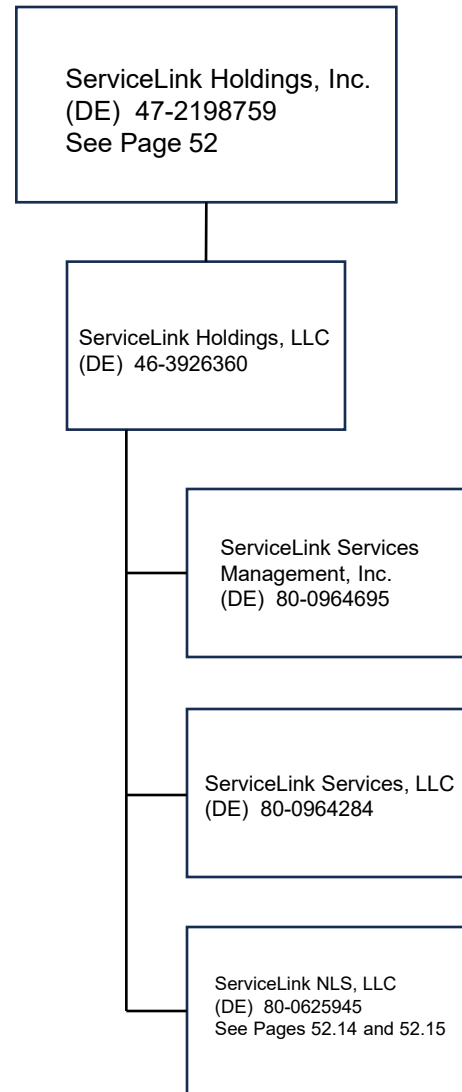 ServiceLink Holdings, Inc.
(DE) 47-2198759
See Page 52
ServiceLink Holdings, LLC
(DE) 46-3926360
ServiceLink Services
Management, Inc.
(DE) 80-0964695
ServiceLink Services, LLC
(DE) 80-0964284
ServiceLink NLS, LLC
(DE) 80-0625945
See Pages 52.14 and 52.15